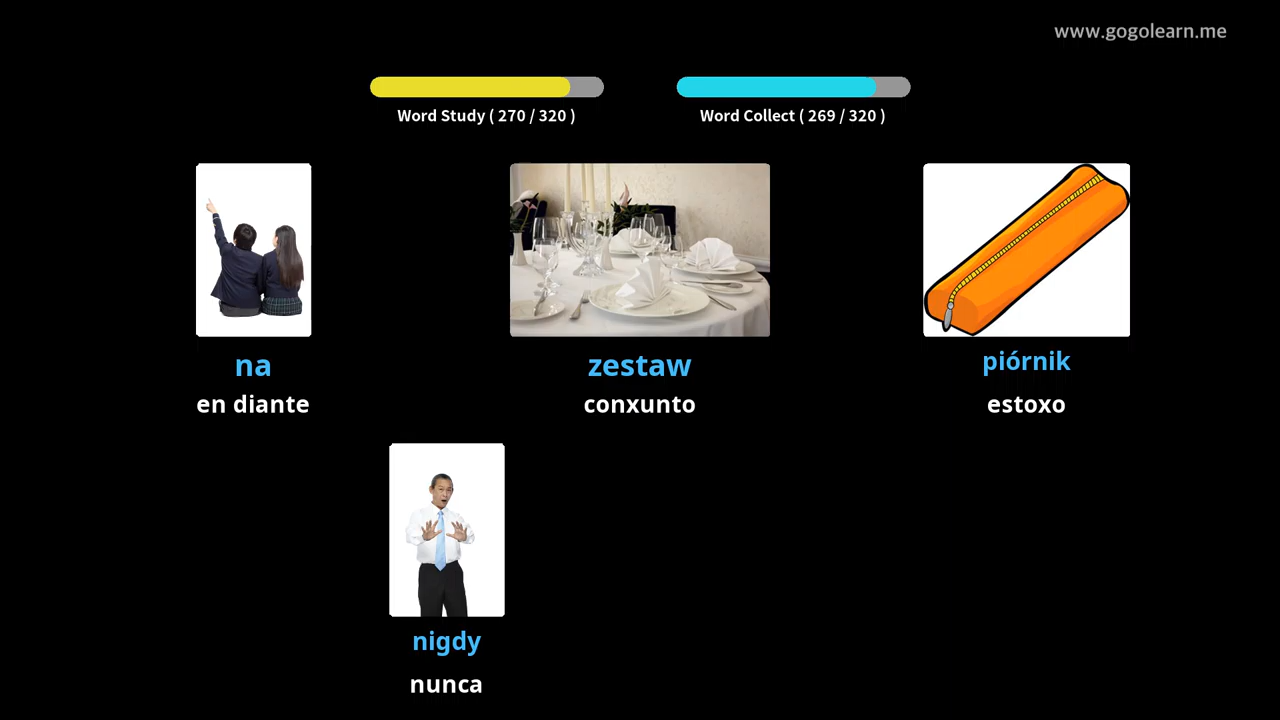 www.gogolearn.me
Word Study ( 270 / 320 )
Word Collect ( 269 / 320 )
na
en diante
zestaw
conxunto
piórnik
estoxo
nigdy
nunca